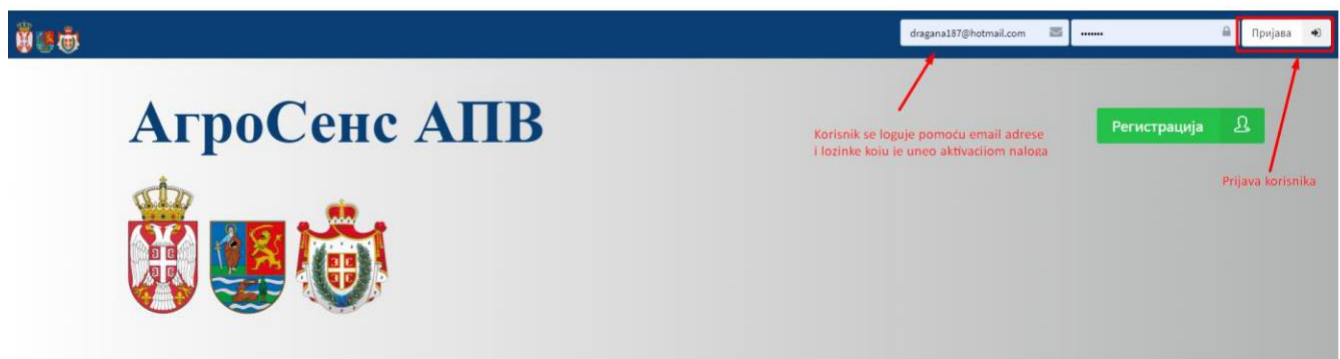 dragana187@hotmail.com
Пријава
АгроСенс АПВ
Регистрација
Korisnik se loguje pomoću email adrese
i lozinke koju je uneo aktivacijom naloga
Prijava korisnika